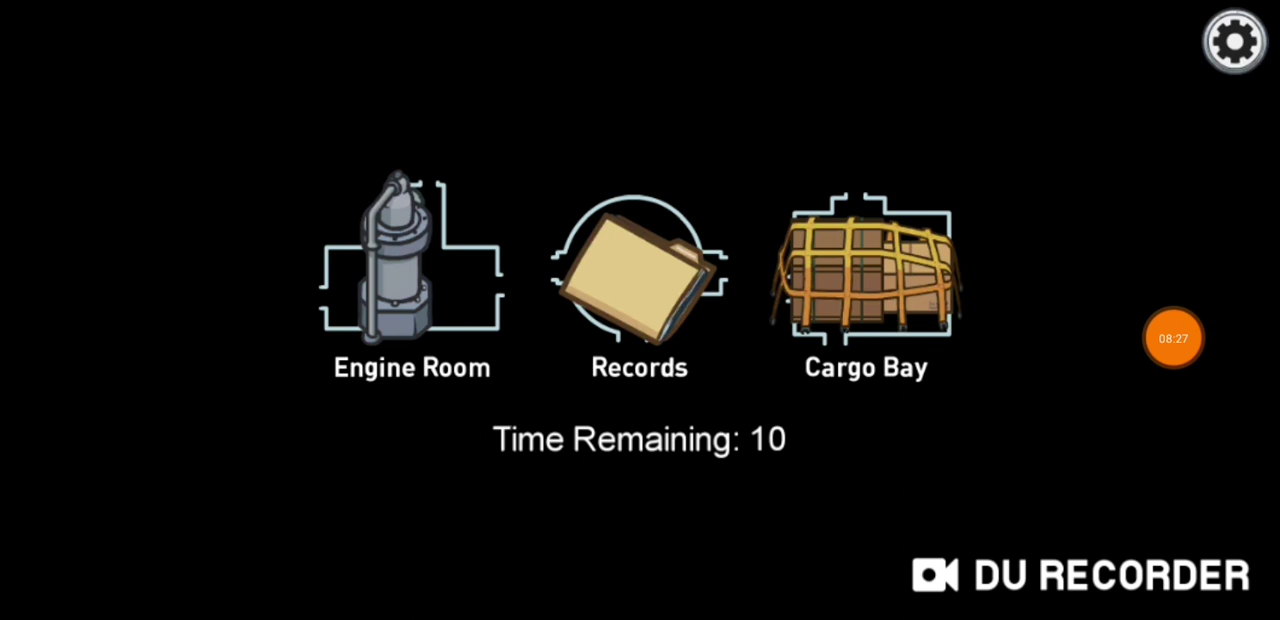 Engine Room
Records
Cargo Bay
08:27
Time Remaining: 10
DU RECORDER